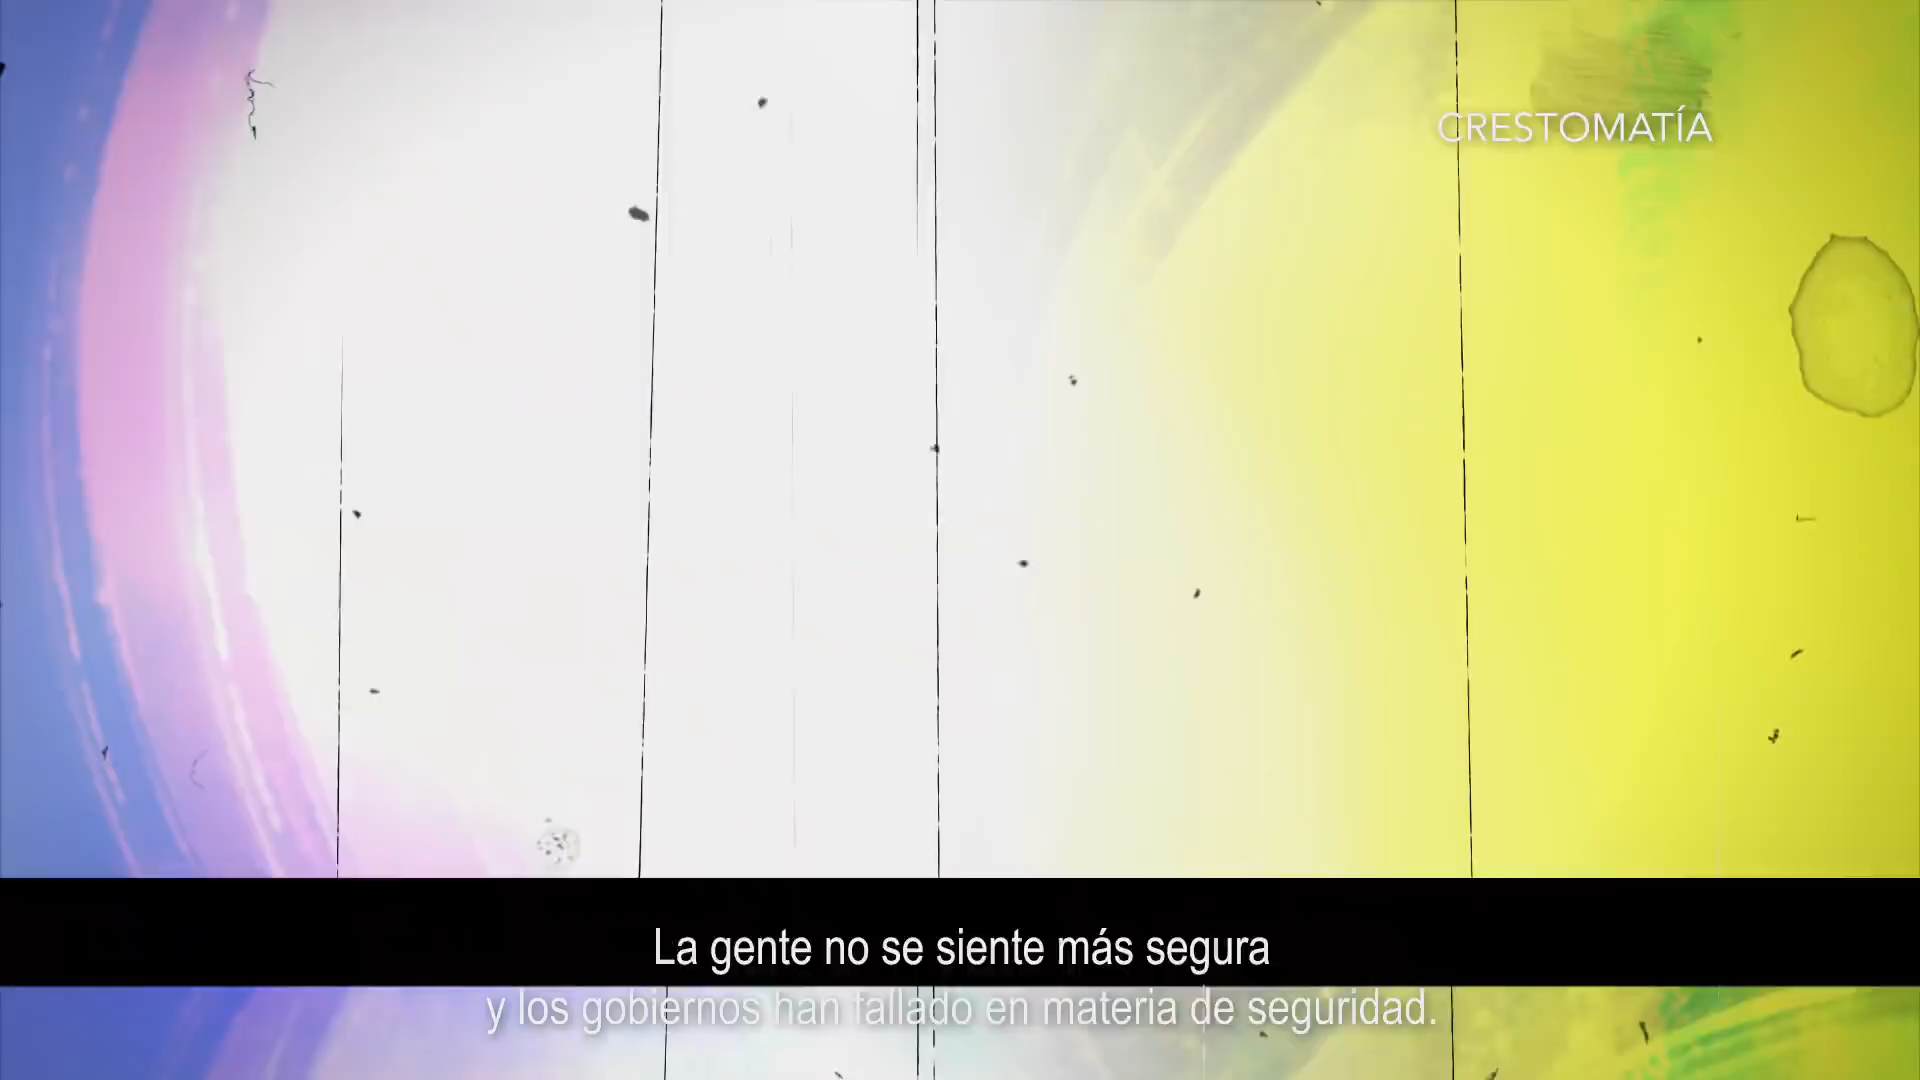 CRESTOMATÍA
La gente no se siente más segura
y los gobiernos han fallado en materia de seguridad.